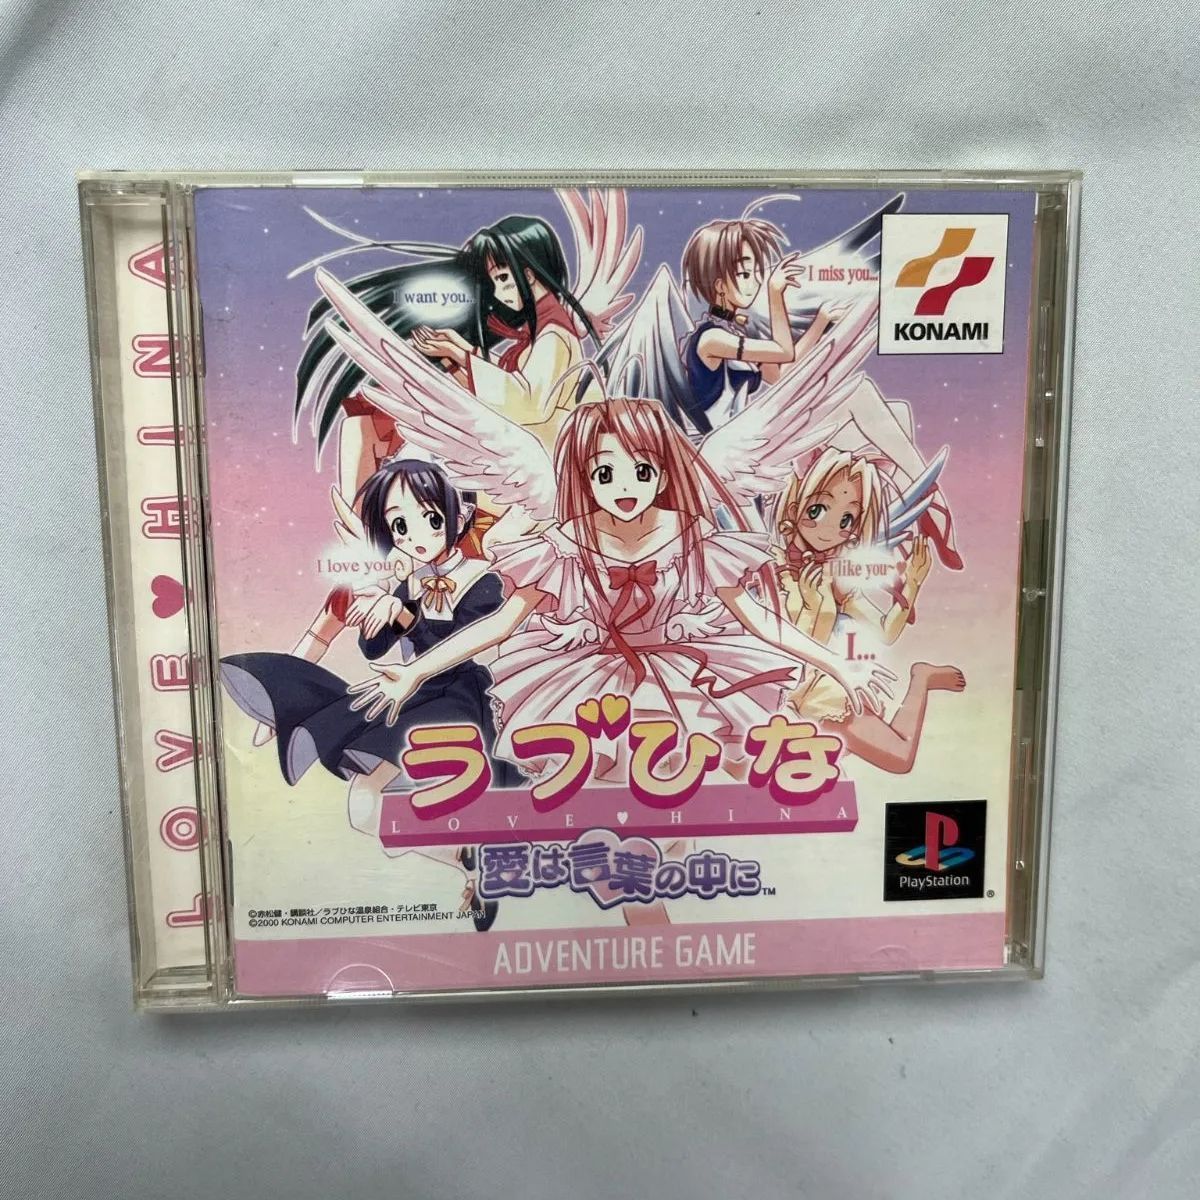 LOVE♥HINA
I want you...
I miss you...
KONAMI
I love you...
I like you~♥
I...
ラブひな
LOVE♥HINA
愛は言葉の中に™
PlayStation
®
©赤松健・講談社/ラブひな温泉組合・テレビ東京
©2000 KONAMI COMPUTER ENTERTAINMENT JAPAN
ADVENTURE GAME